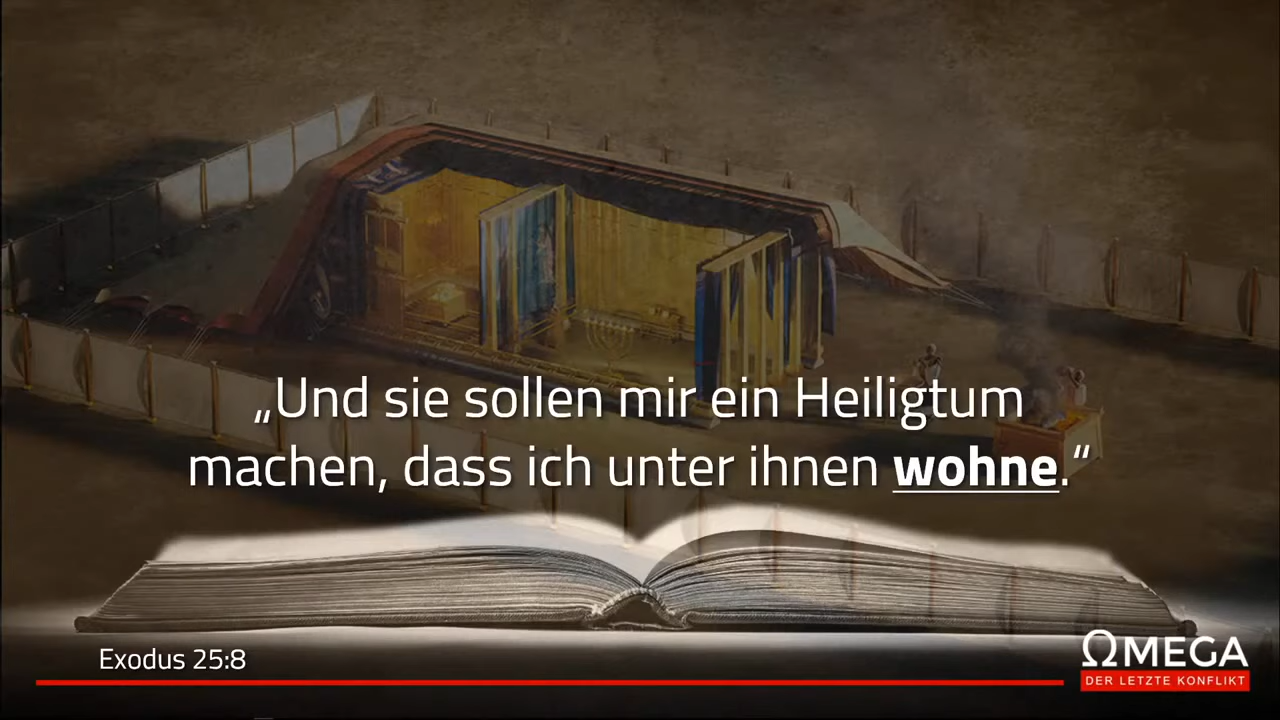 „Und sie sollen mir ein Heiligtum
machen, dass ich unter ihnen wohne.“
Exodus 25:8
ΩMEGA
DER LETZTE KONFLIKT